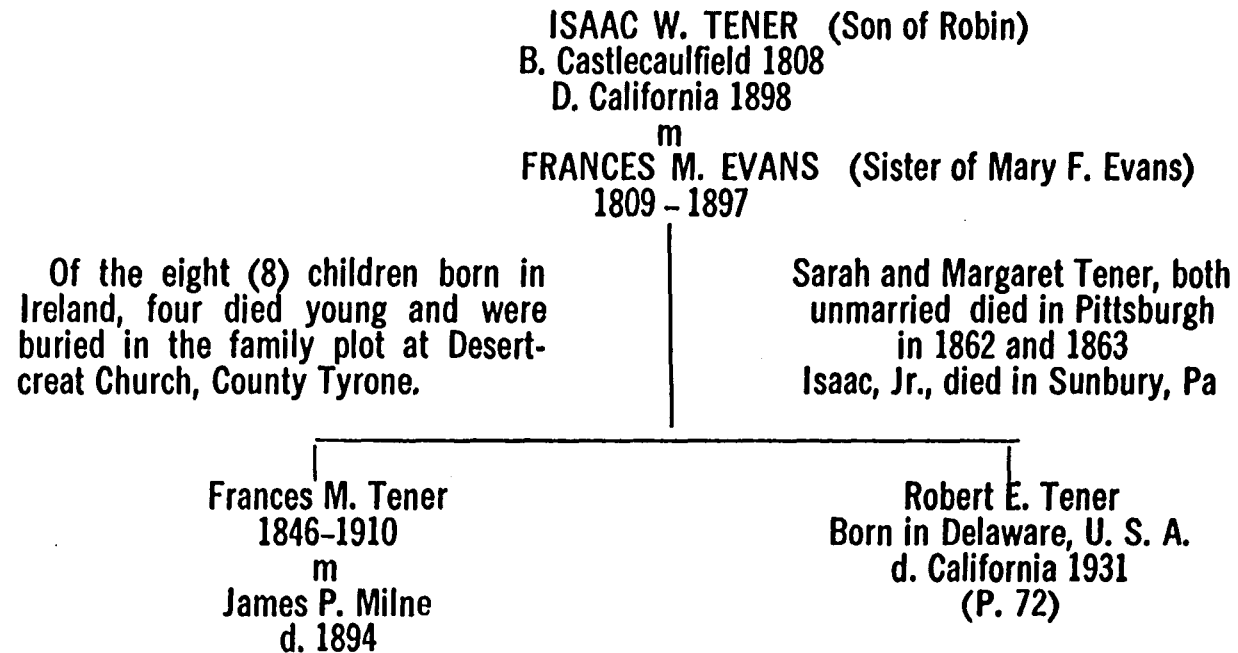 ISAAC W. TENER (Son of Robin)
B. Castlecaulfield 1808
D. California 1898
m
FRANCES M. EVANS (Sister of Mary F. Evans)
1809 – 1897
Of the eight (8) children born in
Ireland, four died young and were
buried in the family plot at Desert-
creat Church, County Tyrone.
Sarah and Margaret Tener, both
unmarried died in Pittsburgh
in 1862 and 1863
Isaac, Jr., died in Sunbury, Pa
Frances M. Tener
1846–1910
m
James P. Milne
d. 1894
Robert E. Tener
Born in Delaware, U. S. A.
d. California 1931
(P. 72)